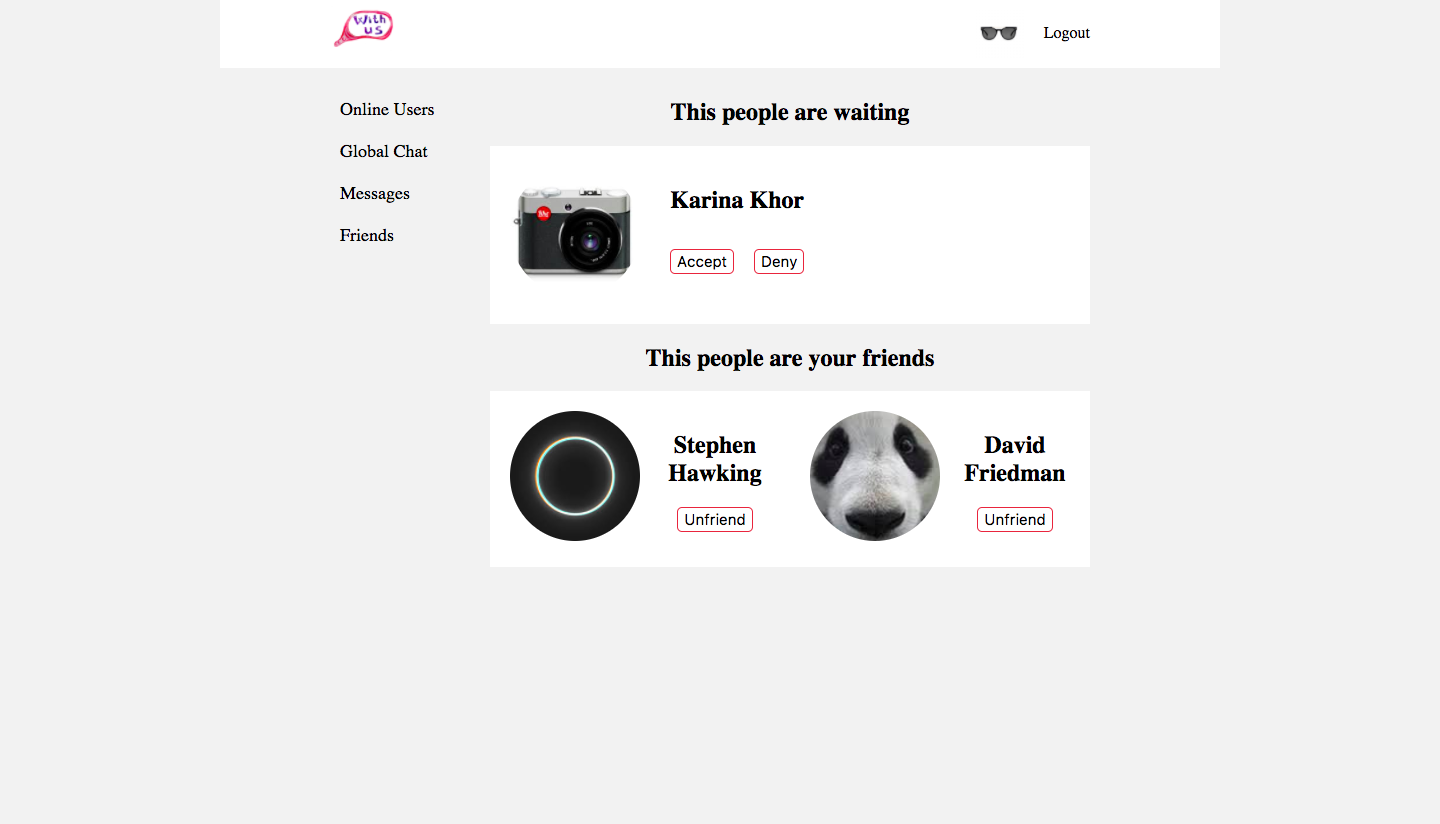 With
us
Logout
Online Users
Global Chat
Messages
Friends
This people are waiting
Karina Khor
Accept
Deny
This people are your friends
Stephen
Hawking
Unfriend
David
Friedman
Unfriend